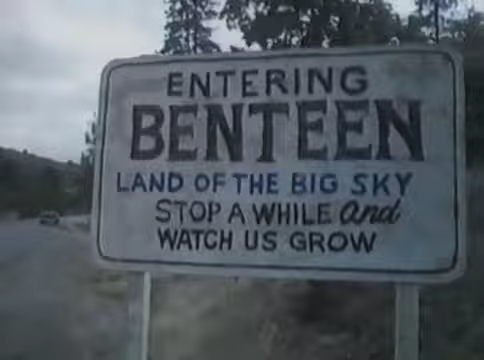 ENTERING
BENTEEN
LAND OF THE BIG SKY
STOP A WHILE and
WATCH US GROW